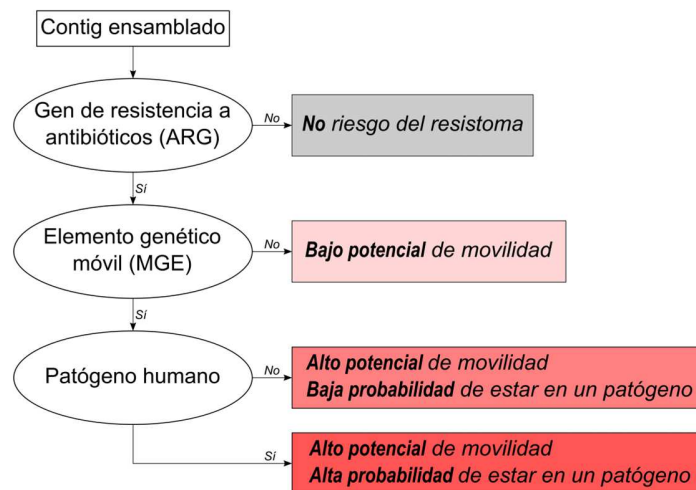 Contig ensamblado
Gen de resistencia a
antibióticos (ARG)
No
No riesgo del resistoma
Sí
Elemento genético
móvil (MGE)
No
Bajo potencial de movilidad
Sí
Patógeno humano
No
Alto potencial de movilidad
Baja probabilidad de estar en un patógeno
Sí
Alto potencial de movilidad
Alta probabilidad de estar en un patógeno